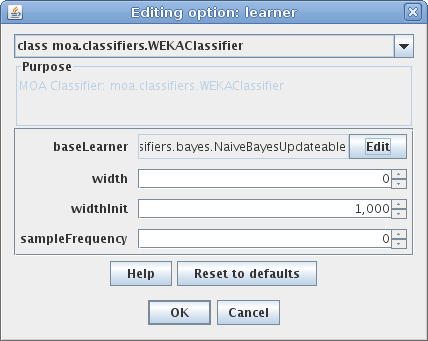 Editing option: learner
class moa.classifiers.WEKAClassifier
Purpose
MOA Classifier: moa.classifiers.WEKAClassifier
baseLearner sifiers.bayes.NaiveBayesUpdateable Edit
width 0
widthInit 1,000
sampleFrequency 0
Help Reset to defaults
OK Cancel